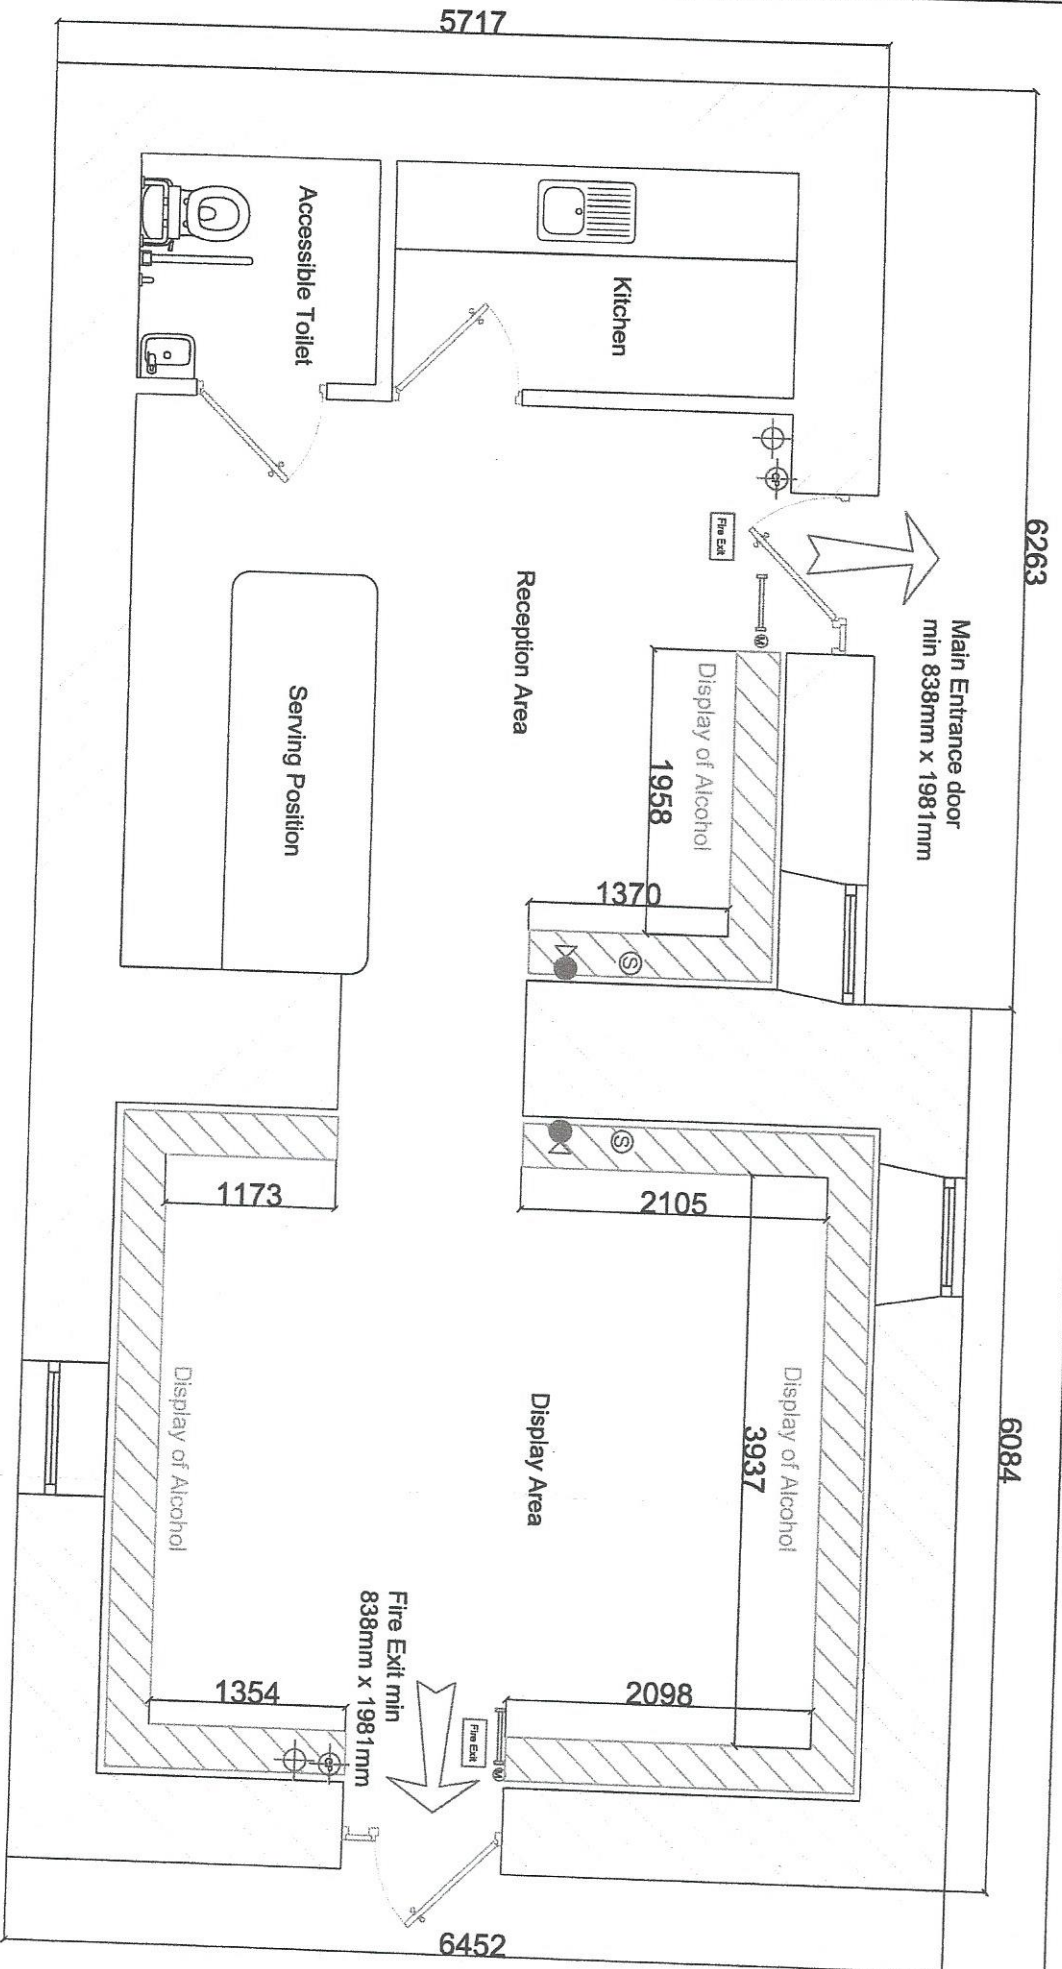 5717
6263
Main Entrance door
min 838mm x 1981mm
Kitchen
Accessible Toilet
CP
Fire Exit
M
Reception Area
Display of Alcohol
1958
1370
S
Serving Position
S
2105
1173
6084
Display of Alcohol
3937
Display Area
Display of Alcohol
Fire Exit min
838mm x 1981mm
2098
1354
Fire Exit
M
CP
6452